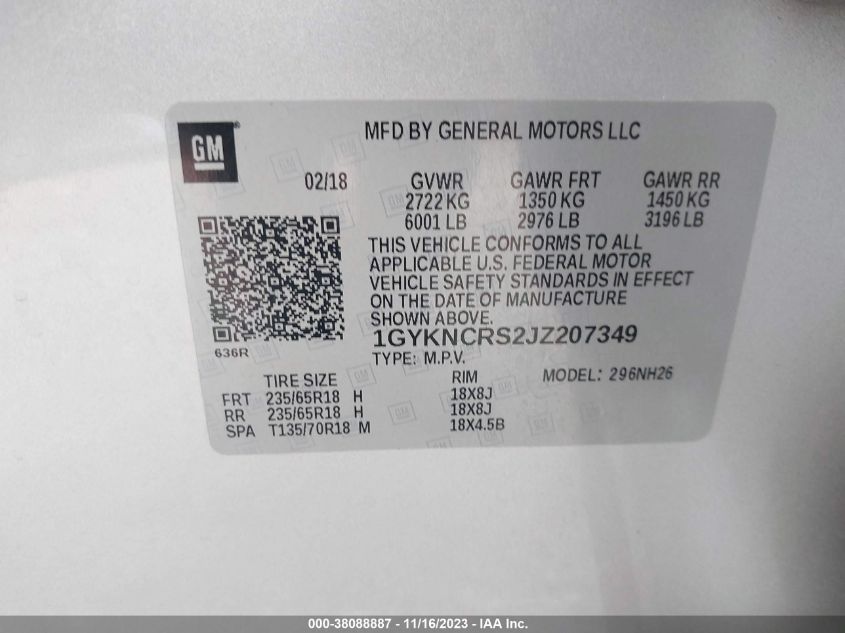 GM®
MFD BY GENERAL MOTORS LLC
02/18 GVWR GAWR FRT GAWR RR
2722 KG 1350 KG 1450 KG
6001 LB 2976 LB 3196 LB
THIS VEHICLE CONFORMS TO ALL
APPLICABLE U.S. FEDERAL MOTOR
VEHICLE SAFETY STANDARDS IN EFFECT
ON THE DATE OF MANUFACTURE
SHOWN ABOVE.
1GYKNCRS2JZ207349
636R
TYPE: M.P.V.
TIRE SIZE RIM MODEL: 296NH26
FRT 235/65R18 H 18X8J
RR 235/65R18 H 18X8J
SPA T135/70R18 M 18X4.5B
000-38088887 - 11/16/2023 - IAA Inc.